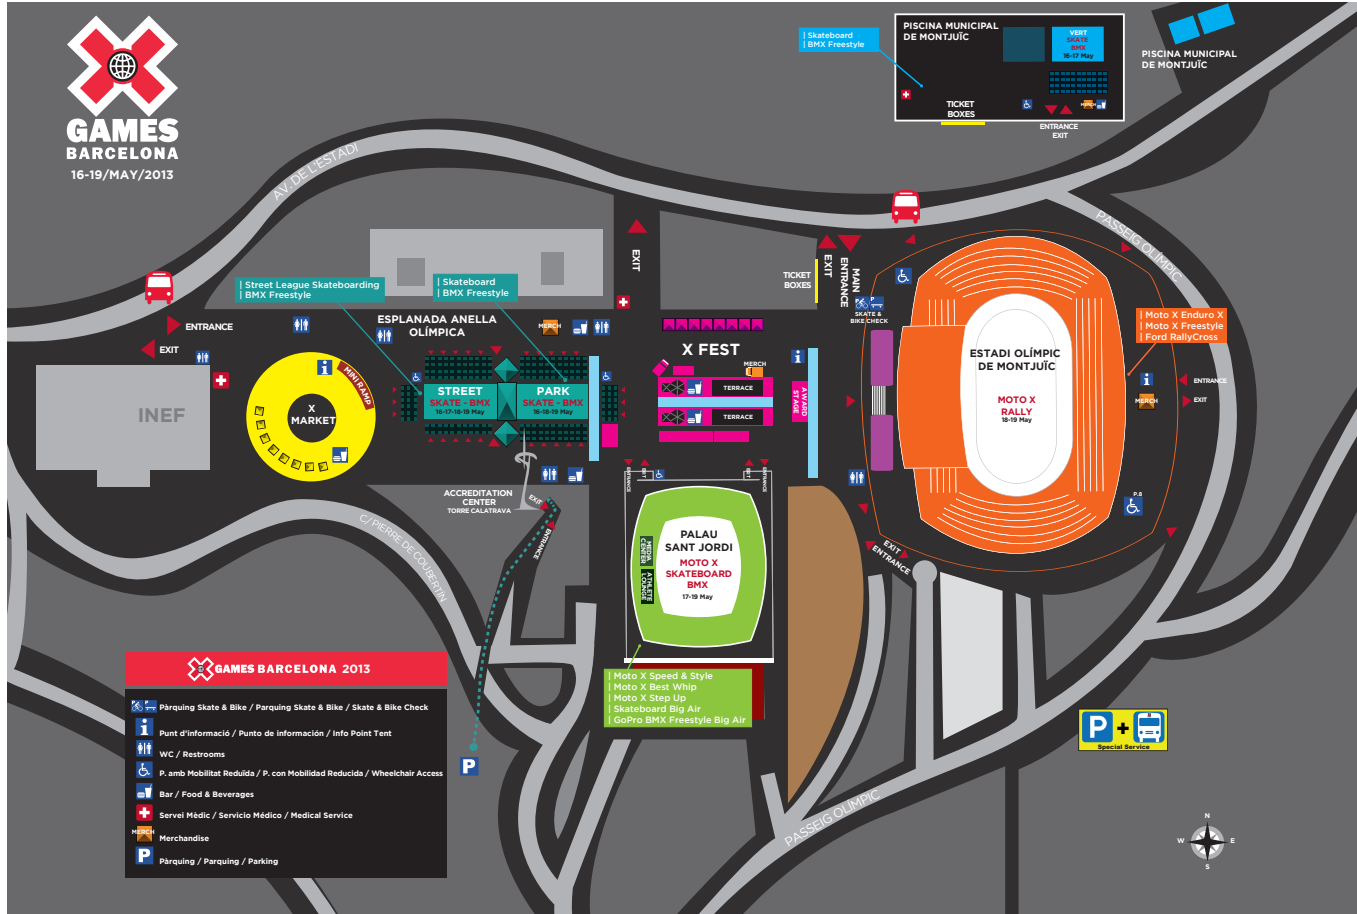 GAMES
BARCELONA
16-19/MAY/2013
| Skateboard
| BMX Freestyle
PISCINA MUNICIPAL
DE MONTJUÏC
VERT
SKATE
BMX
16-17 May
TICKET
BOXES
MERCH
ENTRANCE
EXIT
PISCINA MUNICIPAL
DE MONTJUÏC
AV. DE L'ESTADI
PASSEIG OLÍMPIC
EXIT
TICKET
BOXES
EXIT
MAIN
ENTRANCE
SKATE &
BIKE CHECK
| Street League Skateboarding
| BMX Freestyle
| Skateboard
| BMX Freestyle
ENTRANCE
EXIT
ESPLANADA ANELLA
OLÍMPICA
MERCH
X FEST
MERCH
TERRACE
TERRACE
AWARD
STAGE
INEF
MINI RAMP
X
MARKET
STREET
SKATE - BMX
16-17-18-19 May
PARK
SKATE - BMX
16-18-19 May
ESTADI OLÍMPIC
DE MONTJUÏC
MOTO X
RALLY
18-19 May
| Moto X Enduro X
| Moto X Freestyle
| Ford RallyCross
ENTRANCE
MERCH
EXIT
P.8
ACCREDITATION
CENTER
TORRE CALATRAVA
EXIT
ENTRANCE
ENTRANCE
EXIT
EXIT
ENTRANCE
PALAU
SANT JORDI
MOTO X
SKATEBOARD
BMX
17-19 May
MEDIA
CENTER
ATHLETE
LOUNGE
EXIT
ENTRANCE
C/ PIERRE DE COUBERTIN
| Moto X Speed & Style
| Moto X Best Whip
| Moto X Step Up
| Skateboard Big Air
| GoPro BMX Freestyle Big Air
P
P +
Special Service
PASSEIG OLÍMPIC
N
W E
S
GAMES BARCELONA 2013
Pàrquing Skate & Bike / Parquing Skate & Bike / Skate & Bike Check
Punt d'informació / Punto de información / Info Point Tent
WC / Restrooms
P. amb Mobilitat Reduïda / P. con Mobilidad Reducida / Wheelchair Access
Bar / Food & Beverages
Servei Mèdic / Servicio Médico / Medical Service
MERCH Merchandise
P Pàrquing / Parquing / Parking